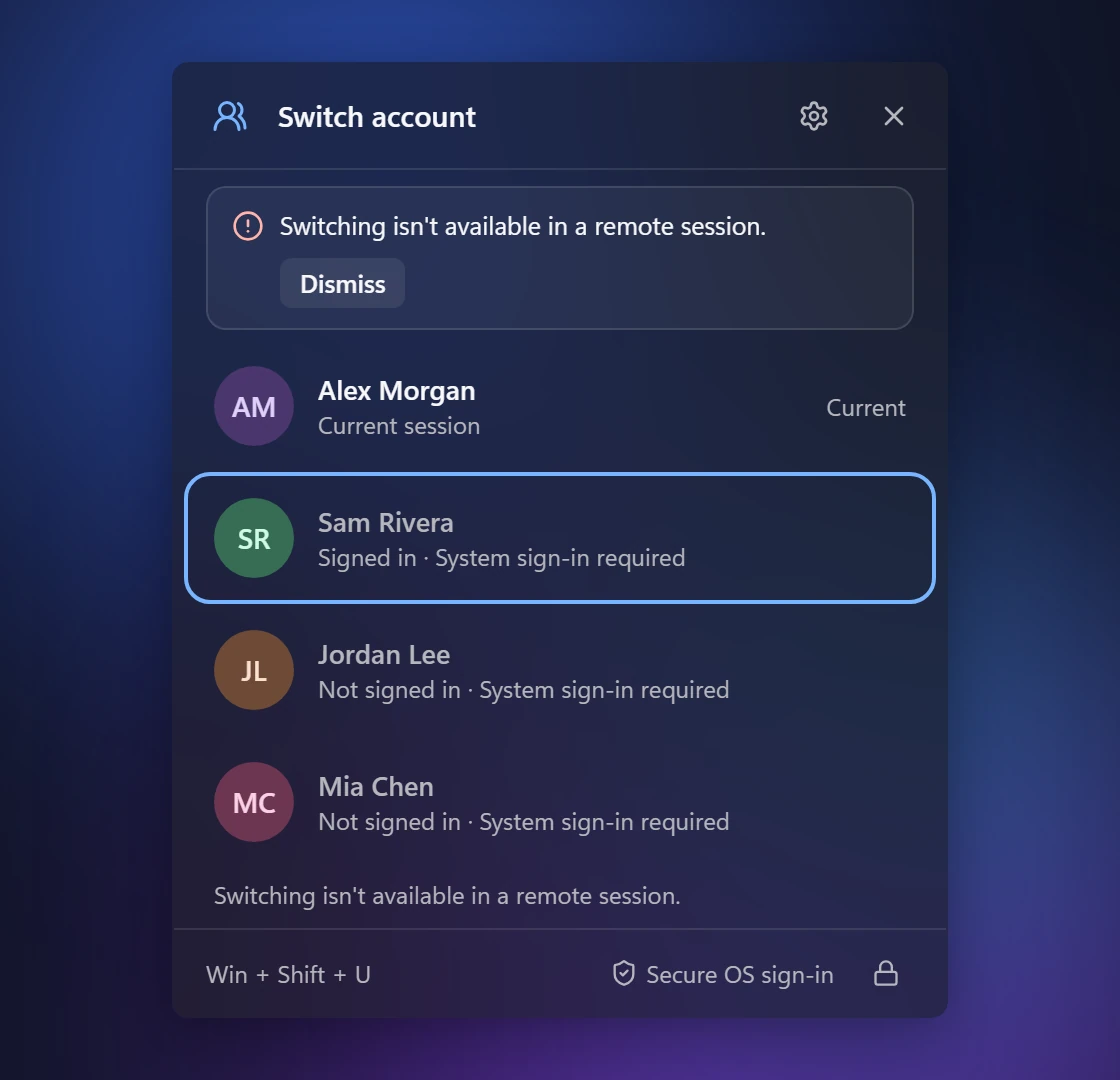 Switch account
Switching isn't available in a remote session.
Dismiss
AM
Alex Morgan
Current session
Current
SR
Sam Rivera
Signed in · System sign-in required
JL
Jordan Lee
Not signed in · System sign-in required
MC
Mia Chen
Not signed in · System sign-in required
Switching isn't available in a remote session.
Win + Shift + U
Secure OS sign-in